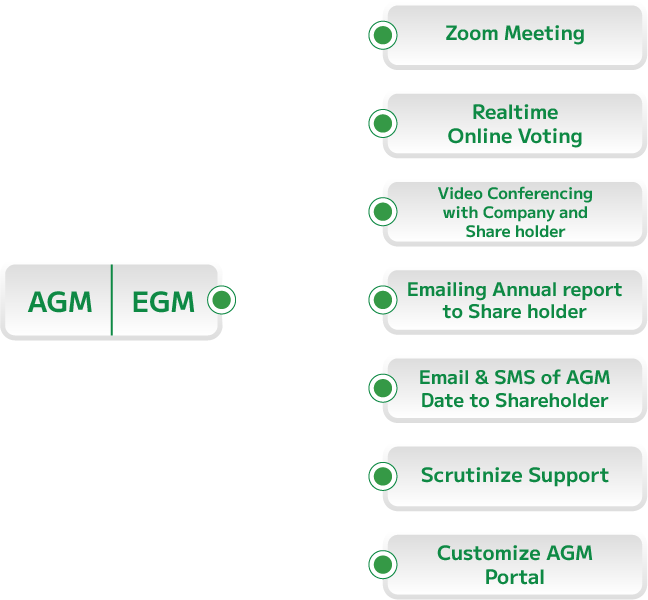 Zoom Meeting
Realtime
Online Voting
Video Conferencing
with Company and
Share holder
AGM EGM
Emailing Annual report
to Share holder
Email & SMS of AGM
Date to Shareholder
Scrutinize Support
Customize AGM
Portal